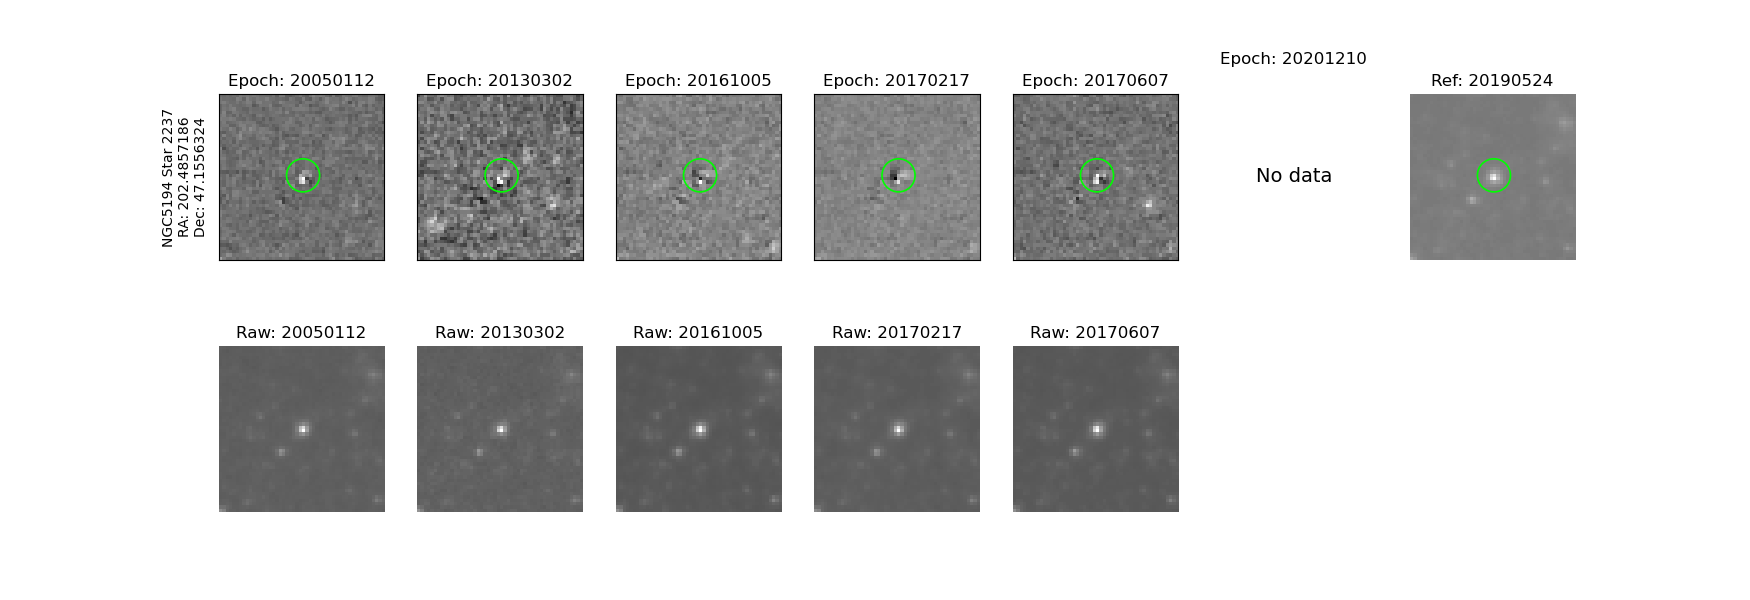 Epoch: 20050112
Epoch: 20130302
Epoch: 20161005
Epoch: 20170217
Epoch: 20170607
Epoch: 20201210
Ref: 20190524
NGC5194 Star 2237
RA: 202.4857186
Dec: 47.1556324
No data
Raw: 20050112
Raw: 20130302
Raw: 20161005
Raw: 20170217
Raw: 20170607